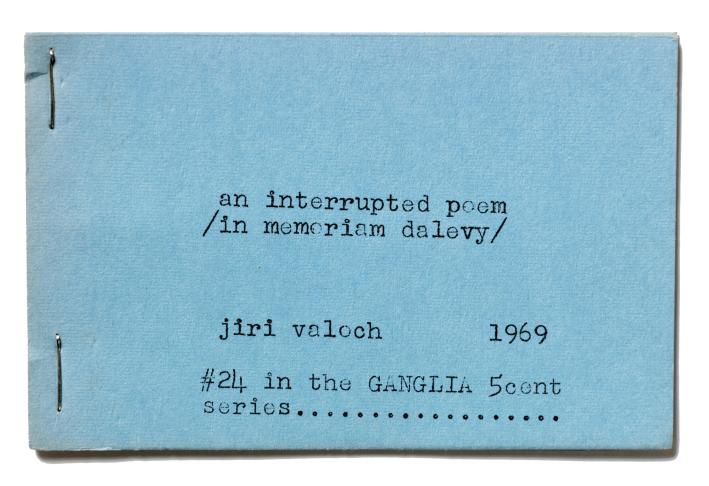 an interrupted poem
/in memoriam dalevy/
jiri valoch 1969
#24 in the GANGLIA 5cent
series...................